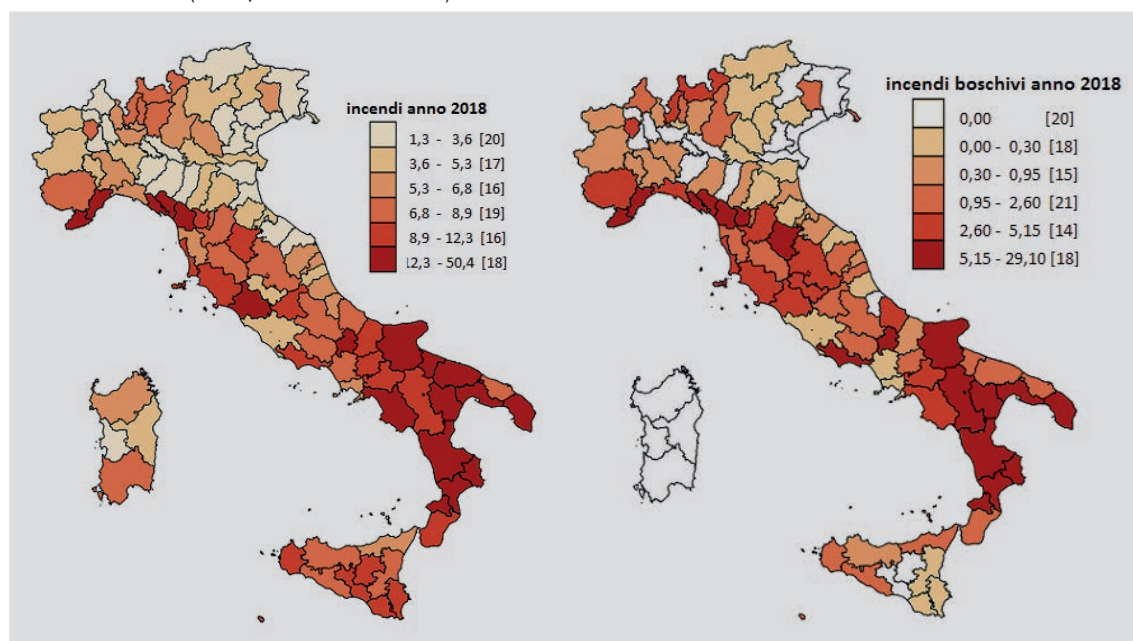 incendi anno 2018
1,3 - 3,6 [20]
3,6 - 5,3 [17]
5,3 - 6,8 [16]
6,8 - 8,9 [19]
8,9 - 12,3 [16]
12,3 - 50,4 [18]
incendi boschivi anno 2018
0,00 [20]
0,00 - 0,30 [18]
0,30 - 0,95 [15]
0,95 - 2,60 [21]
2,60 - 5,15 [14]
5,15 - 29,10 [18]